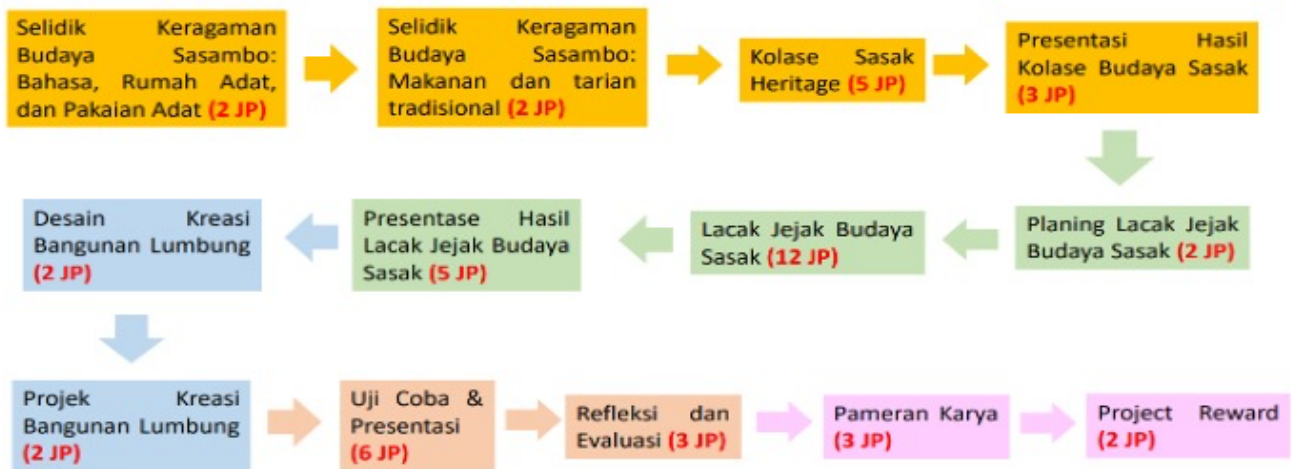 Selidik Keragaman
Budaya Sasambo:
Bahasa, Rumah Adat,
dan Pakaian Adat (2 JP)
Selidik Keragaman
Budaya Sasambo:
Makanan dan tarian
tradisional (2 JP)
Kolase Sasak
Heritage (5 JP)
Presentasi Hasil
Kolase Budaya Sasak
(3 JP)
Planing Lacak Jejak
Budaya Sasak (2 JP)
Lacak Jejak Budaya
Sasak (12 JP)
Presentase Hasil
Lacak Jejak Budaya
Sasak (5 JP)
Desain Kreasi
Bangunan Lumbung
(2 JP)
Projek Kreasi
Bangunan Lumbung
(2 JP)
Uji Coba &
Presentasi
(6 JP)
Refleksi dan
Evaluasi (3 JP)
Pameran Karya
(3 JP)
Project Reward
(2 JP)